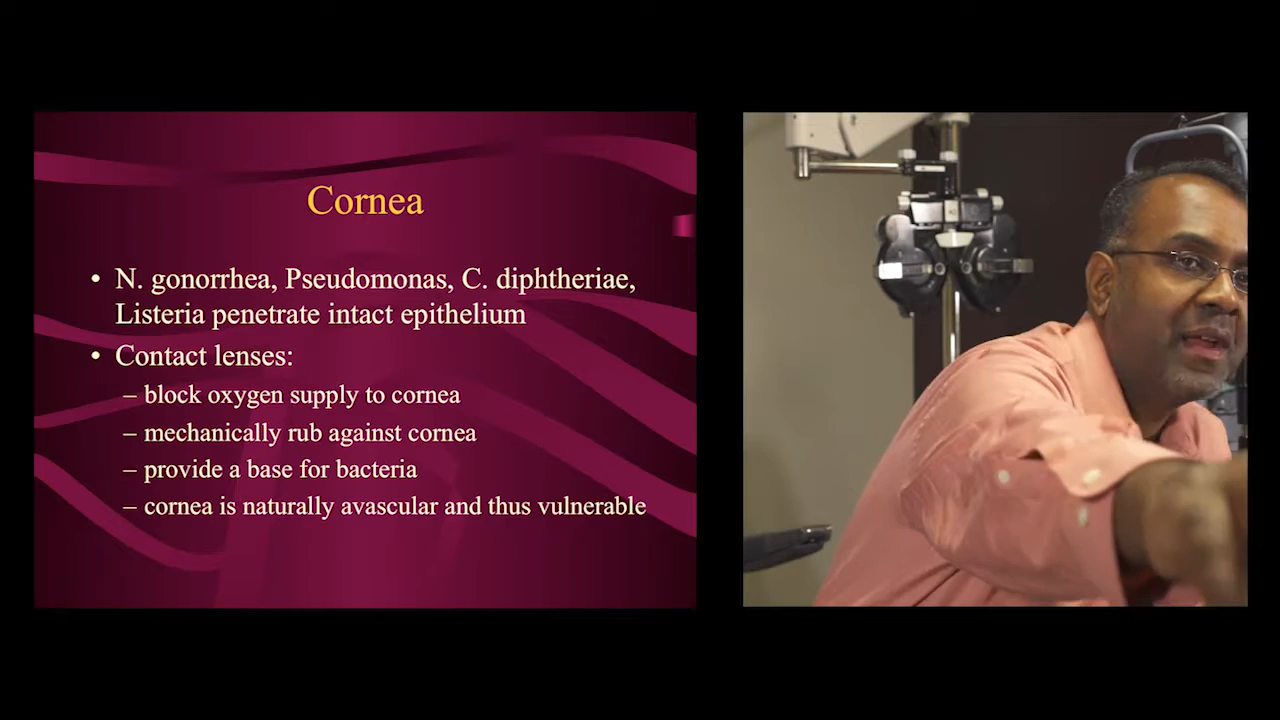 Cornea
• N. gonorrhea, Pseudomonas, C. diphtheriae,
Listeria penetrate intact epithelium
• Contact lenses:
– block oxygen supply to cornea
– mechanically rub against cornea
– provide a base for bacteria
– cornea is naturally avascular and thus vulnerable